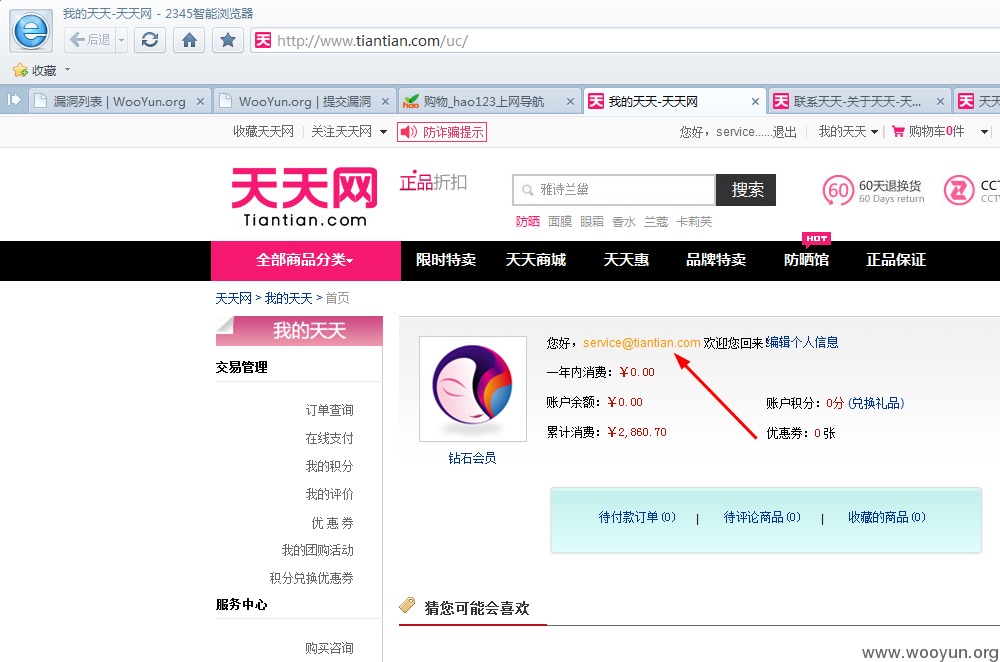 我的天天-天天网 - 2345智能浏览器
后退
http://www.tiantian.com/uc/
收藏
漏洞列表 | WooYun.org
WooYun.org | 提交漏洞
购物_hao123上网导航
我的天天-天天网
联系天天-关于天天-天...
天天
收藏天天网 关注天天网 防诈骗提示 您好，service......退出 我的天天 购物车0件
天天网
Tiantian.com
正品折扣
雅诗兰黛 搜索
防晒 面膜 眼霜 香水 兰蔻 卡莉芙
60
60天退换货
60 Days return
CCT
CCTV
HOT
全部商品分类 限时特卖 天天商城 天天惠 品牌特卖 防晒馆 正品保证
天天网 > 我的天天 > 首页
我的天天
交易管理
订单查询
在线支付
我的积分
我的评价
优 惠 券
我的团购活动
积分兑换优惠券
服务中心
购买咨询
您好，service@tiantian.com 欢迎您回来!编辑个人信息
一年内消费：￥0.00
账户余额：￥0.00 账户积分：0分 (兑换礼品)
累计消费：￥2,860.70 优惠券：0 张
钻石会员
待付款订单(0) | 待评论商品(0) | 收藏的商品(0)
猜您可能会喜欢
www.wooyun.org